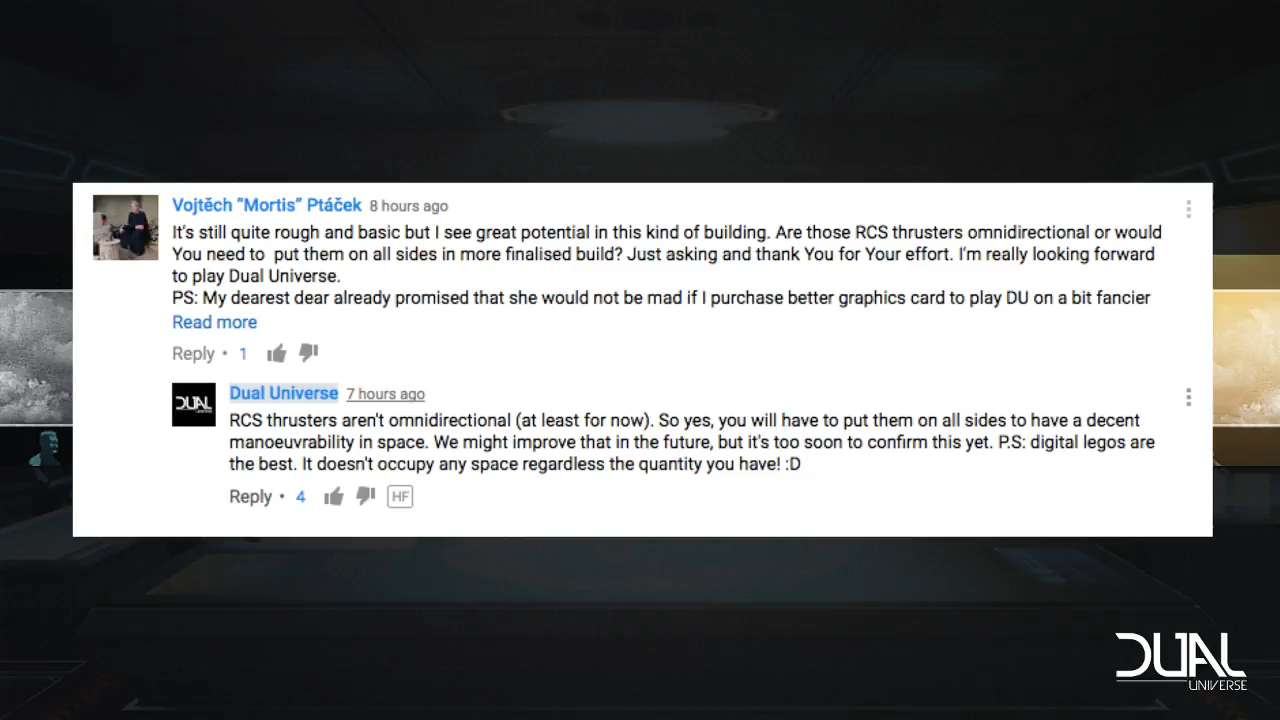 Vojtěch “Mortis” Ptáček 8 hours ago
It's still quite rough and basic but I see great potential in this kind of building. Are those RCS thrusters omnidirectional or would
You need to  put them on all sides in more finalised build? Just asking and thank You for Your effort. I'm really looking forward
to play Dual Universe.
PS: My dearest dear already promised that she would not be mad if I purchase better graphics card to play DU on a bit fancier
Read more
Reply • 1
DUAL UNIVERSE
Dual Universe 7 hours ago
RCS thrusters aren't omnidirectional (at least for now). So yes, you will have to put them on all sides to have a decent
manoeuvrability in space. We might improve that in the future, but it's too soon to confirm this yet. P.S: digital legos are
the best. It doesn't occupy any space regardless the quantity you have! :D
Reply • 4 HF
DUAL
UNIVERSE